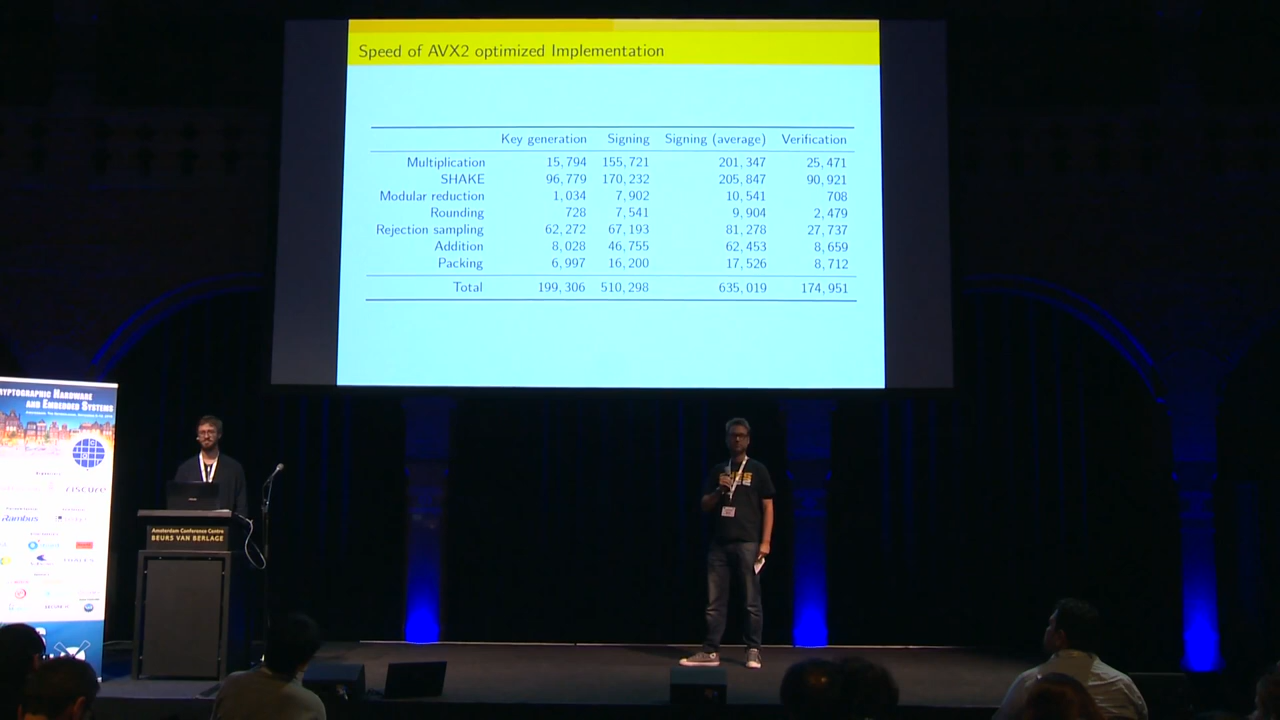 Speed of AVX2 optimized Implementation
Key generation Signing Signing (average) Verification
Multiplication 15,794 155,721 201,347 25,471
SHAKE 96,779 170,232 205,847 90,921
Modular reduction 1,034 7,902 10,541 708
Rounding 728 7,541 9,904 2,479
Rejection sampling 62,272 67,193 81,278 27,737
Addition 8,028 46,755 62,453 8,659
Packing 6,997 16,200 17,526 8,712
Total 199,306 510,298 635,019 174,951
RYPTOGRAPHIC HARDWARE
AND EMBEDDED SYSTEMS
riscure
Rambus
THALES
Amsterdam Conference Centre
BEURS VAN BERLAGE